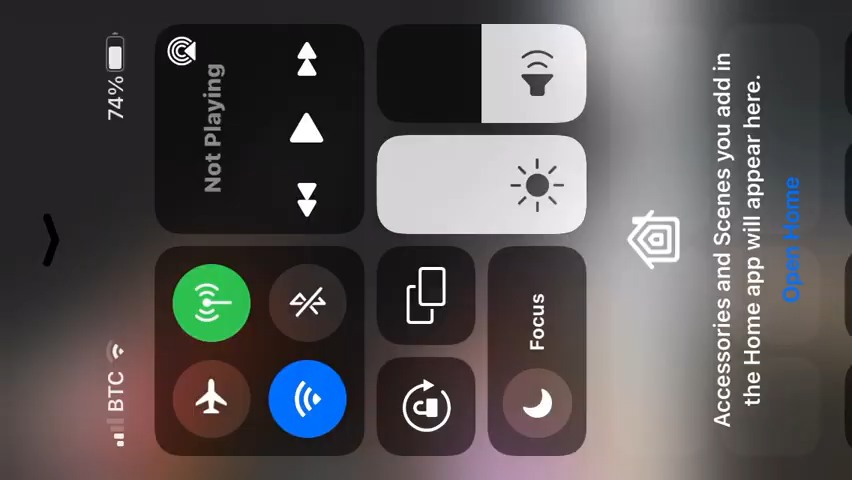 BTC
74%
Not Playing
Focus
Accessories and Scenes you add in
the Home app will appear here.
Open Home